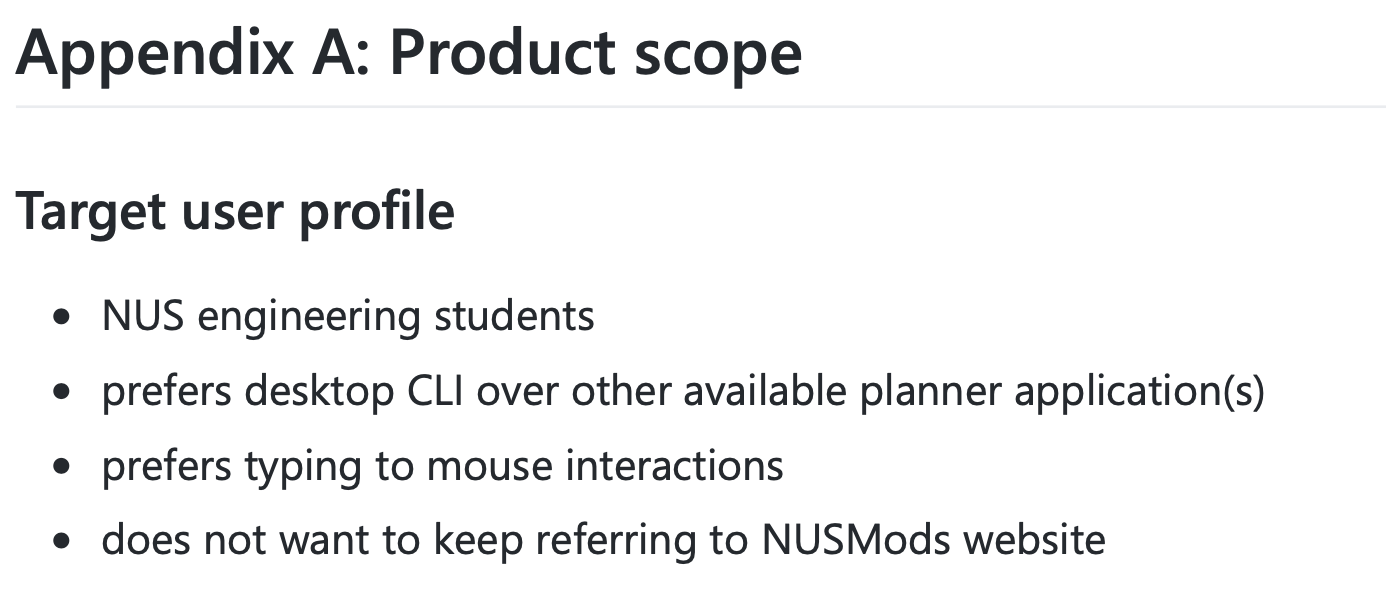 Appendix A: Product scope
Target user profile
• NUS engineering students
• prefers desktop CLI over other available planner application(s)
• prefers typing to mouse interactions
• does not want to keep referring to NUSMods website